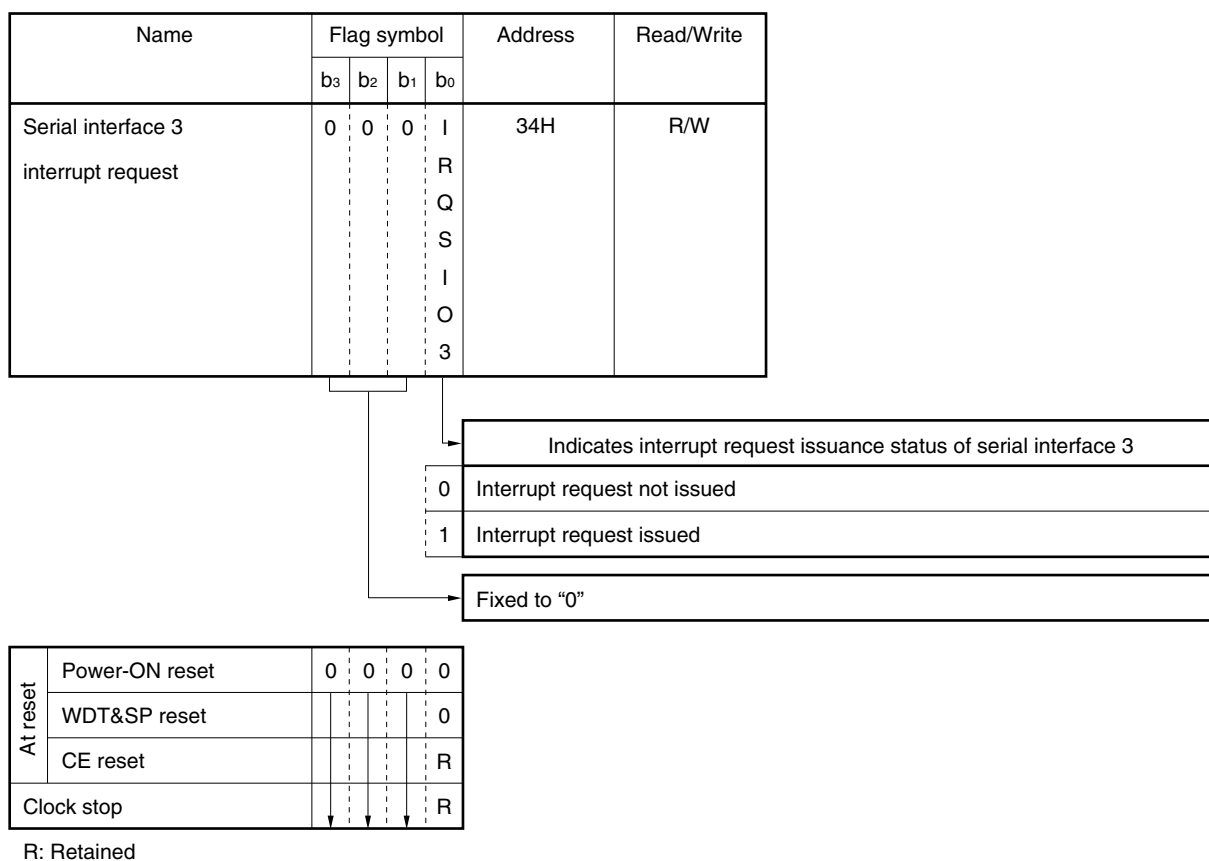 Name Flag symbol Address Read/Write
b3 b2 b1 b0
Serial interface 3 0 0 0 I 34H R/W
interrupt request R
Q
S
I
O
3
Indicates interrupt request issuance status of serial interface 3
0 Interrupt request not issued
1 Interrupt request issued
Fixed to “0”
At reset
Power-ON reset 0 0 0 0
WDT&SP reset 0
CE reset R
Clock stop R
R: Retained